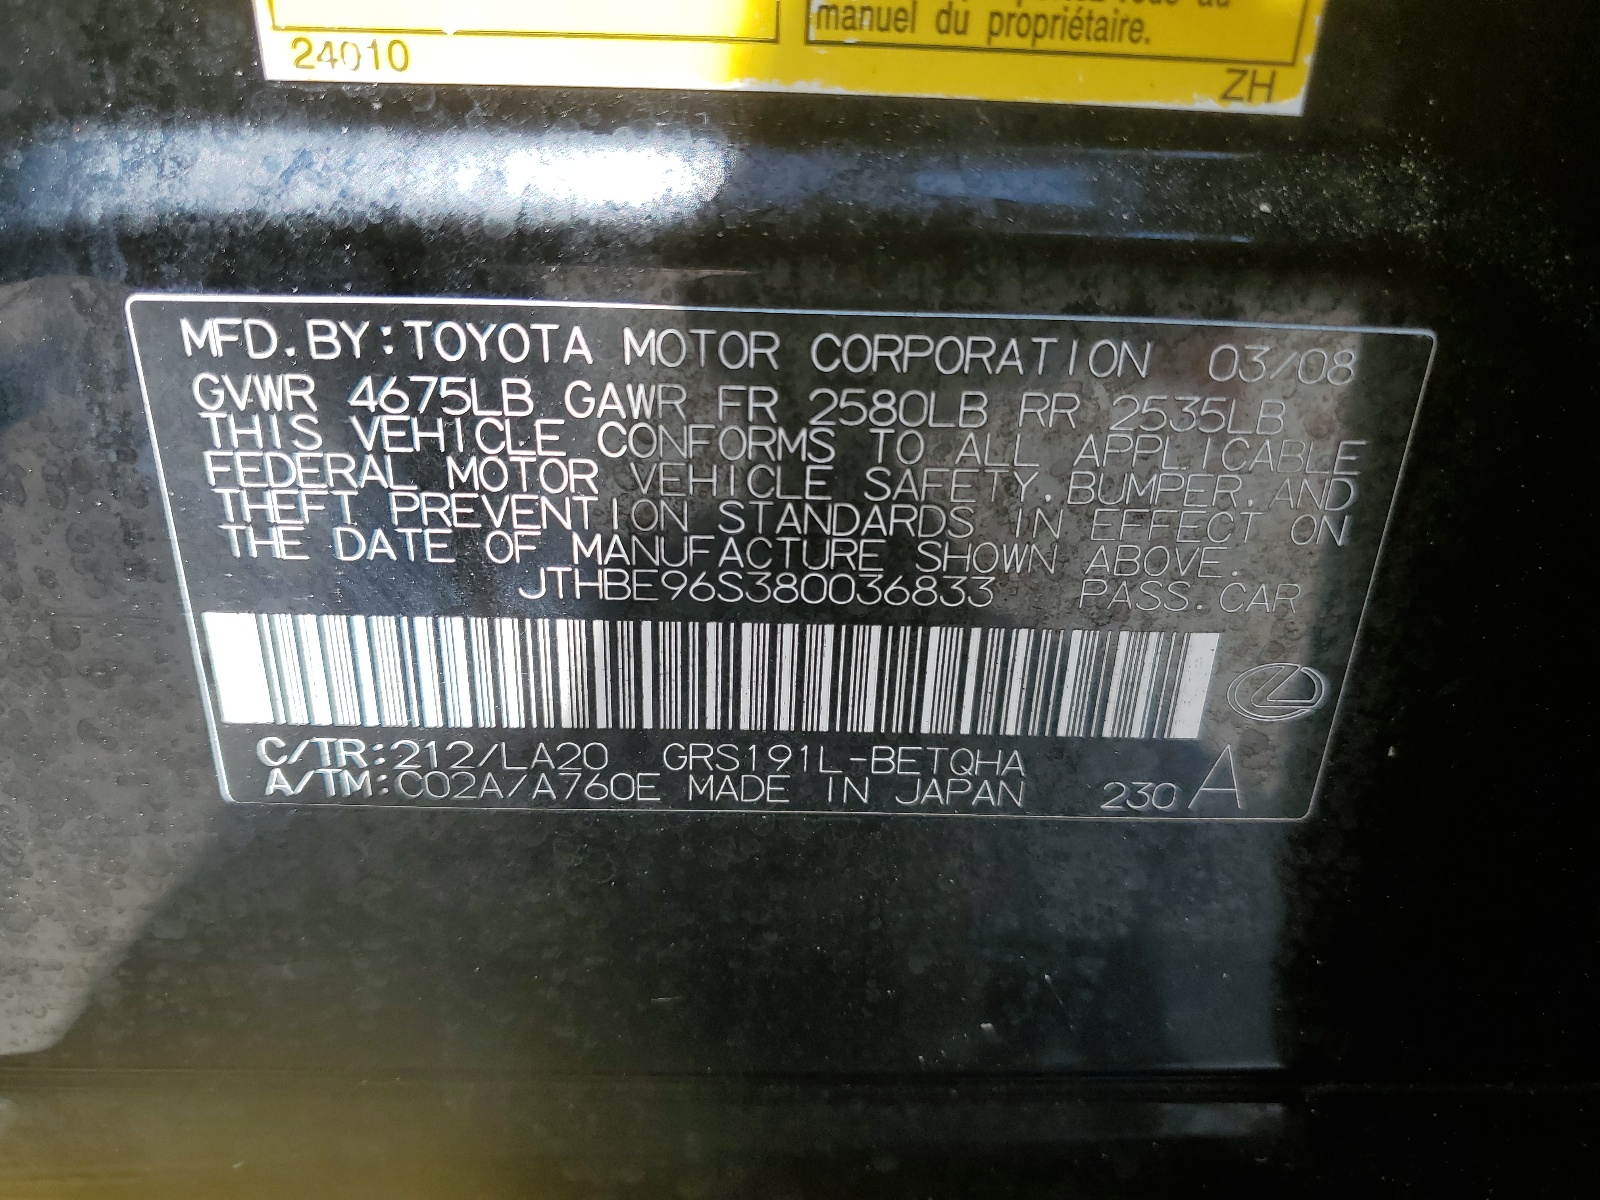 manuel du propriétaire.
24010
ZH
MFD. BY: TOYOTA MOTOR CORPORATION 03/08
GVWR 4675LB GAWR FR 2580LB RR 2535LB
THIS VEHICLE CONFORMS TO ALL APPLICABLE
FEDERAL MOTOR VEHICLE SAFETY, BUMPER, AND
THEFT PREVENTION STANDARDS IN EFFECT ON
THE DATE OF MANUFACTURE SHOWN ABOVE.
JTHBE96S380036833 PASS. CAR
C/TR: 212/LA20 GRS191L-BETQHA
A/TM: C02A/A760E MADE IN JAPAN 230 A